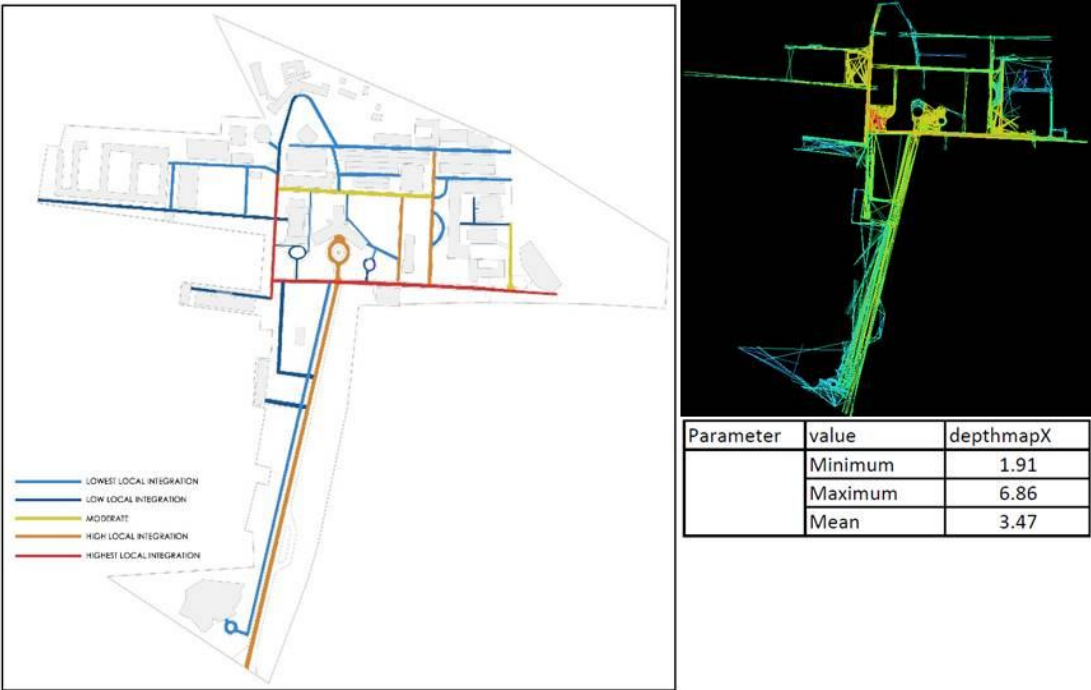 LOWEST LOCAL INTEGRATION
LOW LOCAL INTEGRATION
MODERATE
HIGH LOCAL INTEGRATION
HIGHEST LOCAL INTEGRATION
Parameter value depthmapX
Minimum 1.91
Maximum 6.86
Mean 3.47